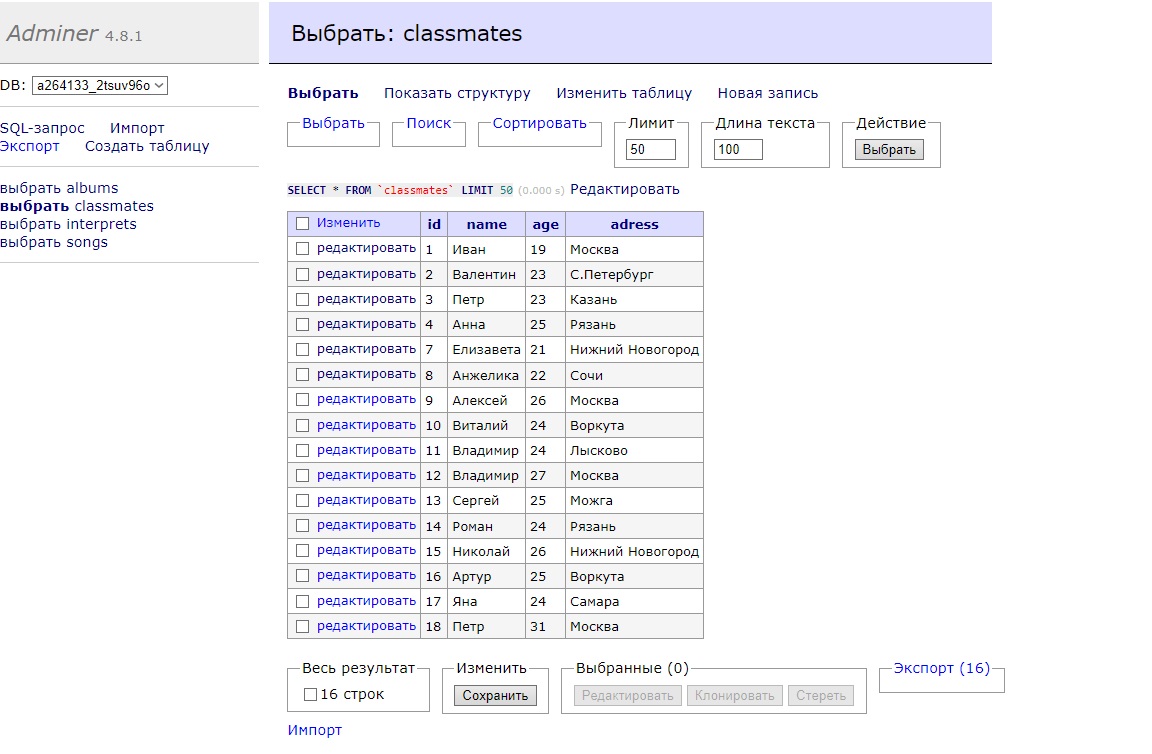 Adminer 4.8.1
DB: a264133_2tsuv96o
SQL-запрос Импорт
Экспорт Создать таблицу
выбрать albums
выбрать classmates
выбрать interprets
выбрать songs
Выбрать: classmates
Выбрать Показать структуру Изменить таблицу Новая запись
Выбрать Поиск Сортировать Лимит Длина текста Действие
50 100 Выбрать
SELECT * FROM `classmates` LIMIT 50 (0.000 s) Редактировать
Изменить id name age adress
редактировать 1 Иван 19 Москва
редактировать 2 Валентин 23 С.Петербург
редактировать 3 Петр 23 Казань
редактировать 4 Анна 25 Рязань
редактировать 7 Елизавета 21 Нижний Новогород
редактировать 8 Анжелика 22 Сочи
редактировать 9 Алексей 26 Москва
редактировать 10 Виталий 24 Воркута
редактировать 11 Владимир 24 Лысково
редактировать 12 Владимир 27 Москва
редактировать 13 Сергей 25 Можга
редактировать 14 Роман 24 Рязань
редактировать 15 Николай 26 Нижний Новогород
редактировать 16 Артур 25 Воркута
редактировать 17 Яна 24 Самара
редактировать 18 Петр 31 Москва
Весь результат Изменить Выбранные (0) Экспорт (16)
16 строк Сохранить Редактировать Клонировать Стереть
Импорт